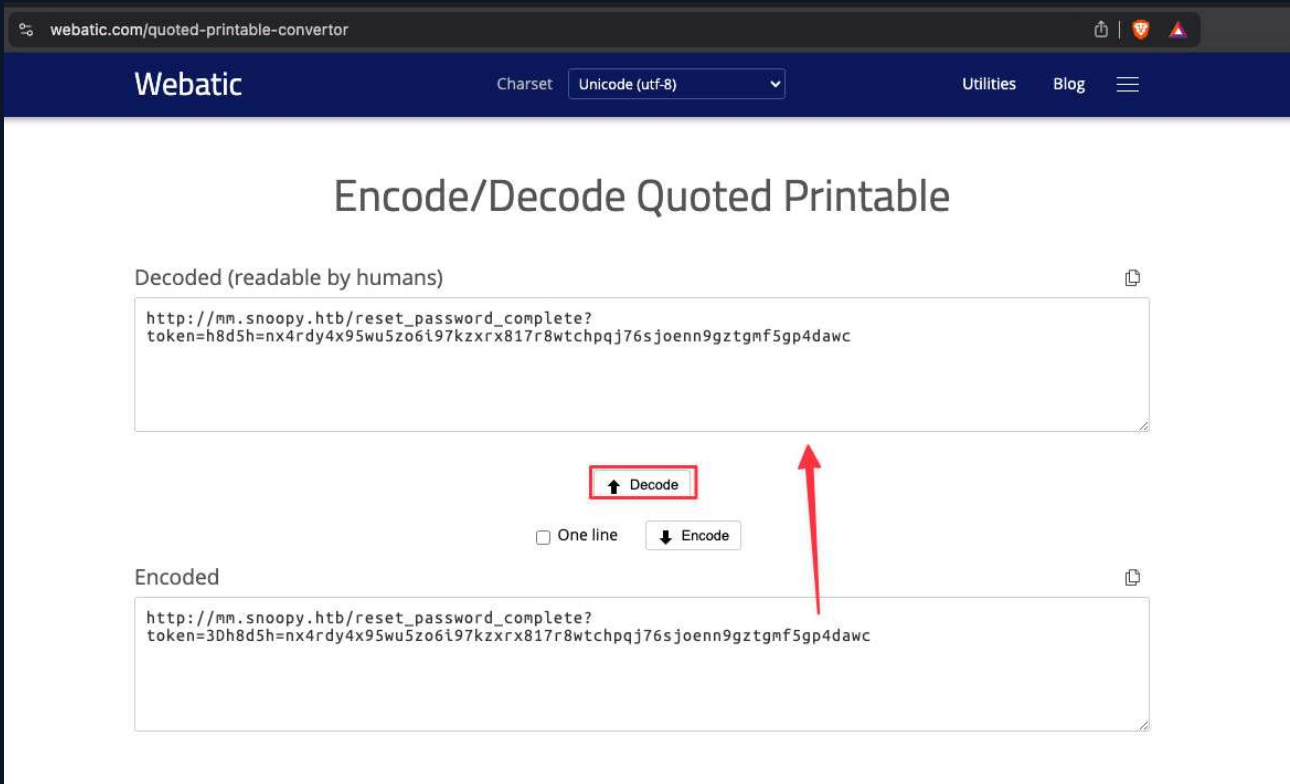 webatic.com/quoted-printable-convertor
Webatic
Charset
Unicode (utf-8)
Utilities
Blog
Encode/Decode Quoted Printable
Decoded (readable by humans)
http://mm.snoopy.htb/reset_password_complete?
token=h8d5h=nx4rdy4x95wu5zo6i97kzxrx817r8wtchpqj76sjoenn9gztgmf5gp4dawc
Decode
One line
Encode
Encoded
http://mm.snoopy.htb/reset_password_complete?
token=3Dh8d5h=nx4rdy4x95wu5zo6i97kzxrx817r8wtchpqj76sjoenn9gztgmf5gp4dawc